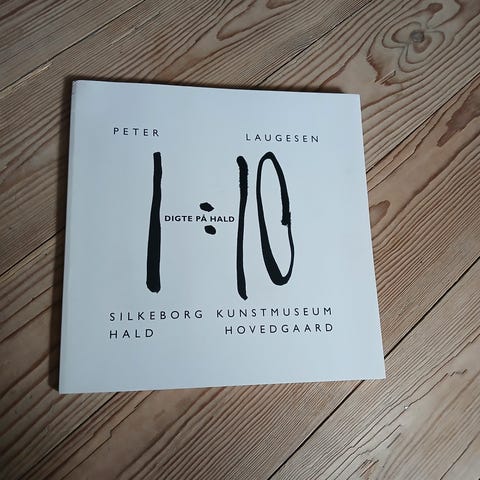 PETER LAUGESEN
1:10
DIGTE PÅ HALD
SILKEBORG KUNSTMUSEUM
HALD HOVEDGAARD